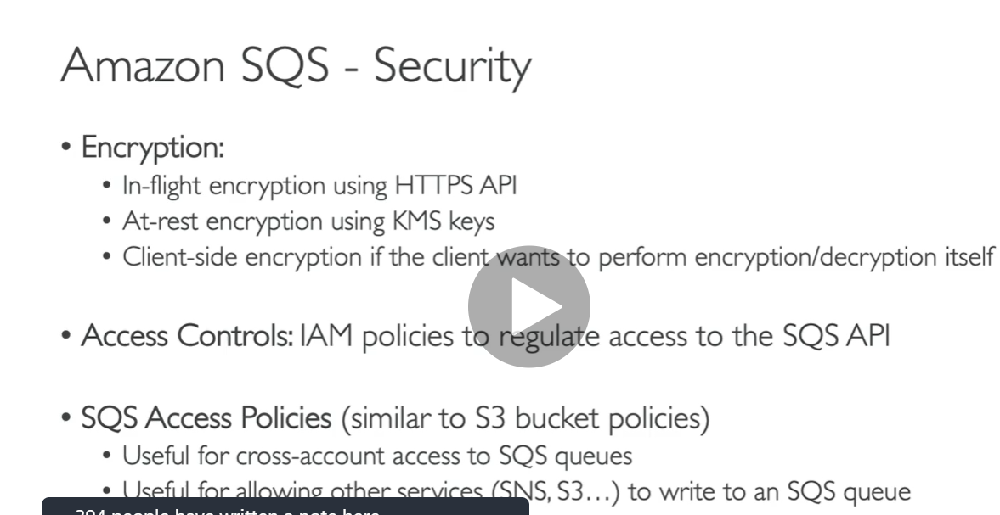 Amazon SQS - Security
• Encryption:
• In-flight encryption using HTTPS API
• At-rest encryption using KMS keys
• Client-side encryption if the client wants to perform encryption/decryption itself
• Access Controls: IAM policies to regulate access to the SQS API
• SQS Access Policies (similar to S3 bucket policies)
• Useful for cross-account access to SQS queues
• Useful for allowing other services (SNS, S3...) to write to an SQS queue
394 people have written a note here